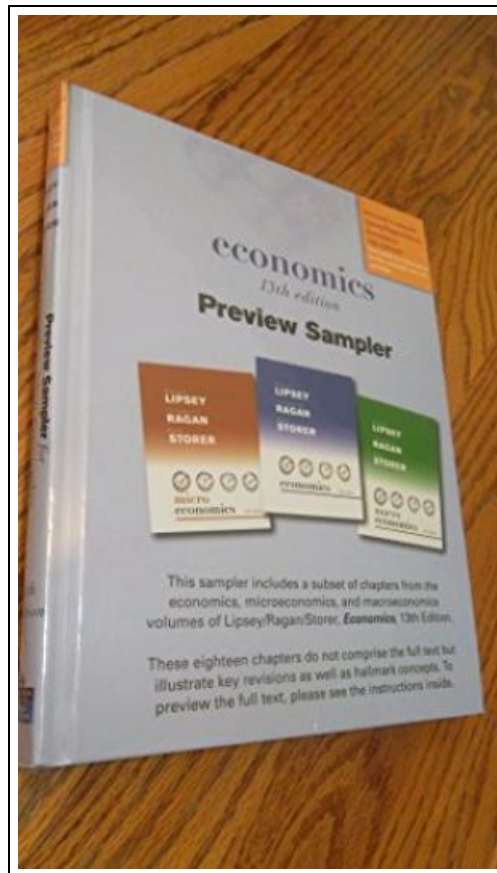 economics
13th edition
Preview Sampler
LIPSEY
RAGAN
STORER
micro
economics
LIPSEY
RAGAN
STORER
economics
LIPSEY
RAGAN
STORER
macro
economics
This sampler includes a subset of chapters from the
economics, microeconomics, and macroeconomics
volumes of Lipsey/Ragan/Storer, Economics, 13th Edition.
These eighteen chapters do not comprise the full text but
illustrate key revisions as well as hallmark concepts. To
preview the full text, please see the instructions inside.
Preview Sampler for